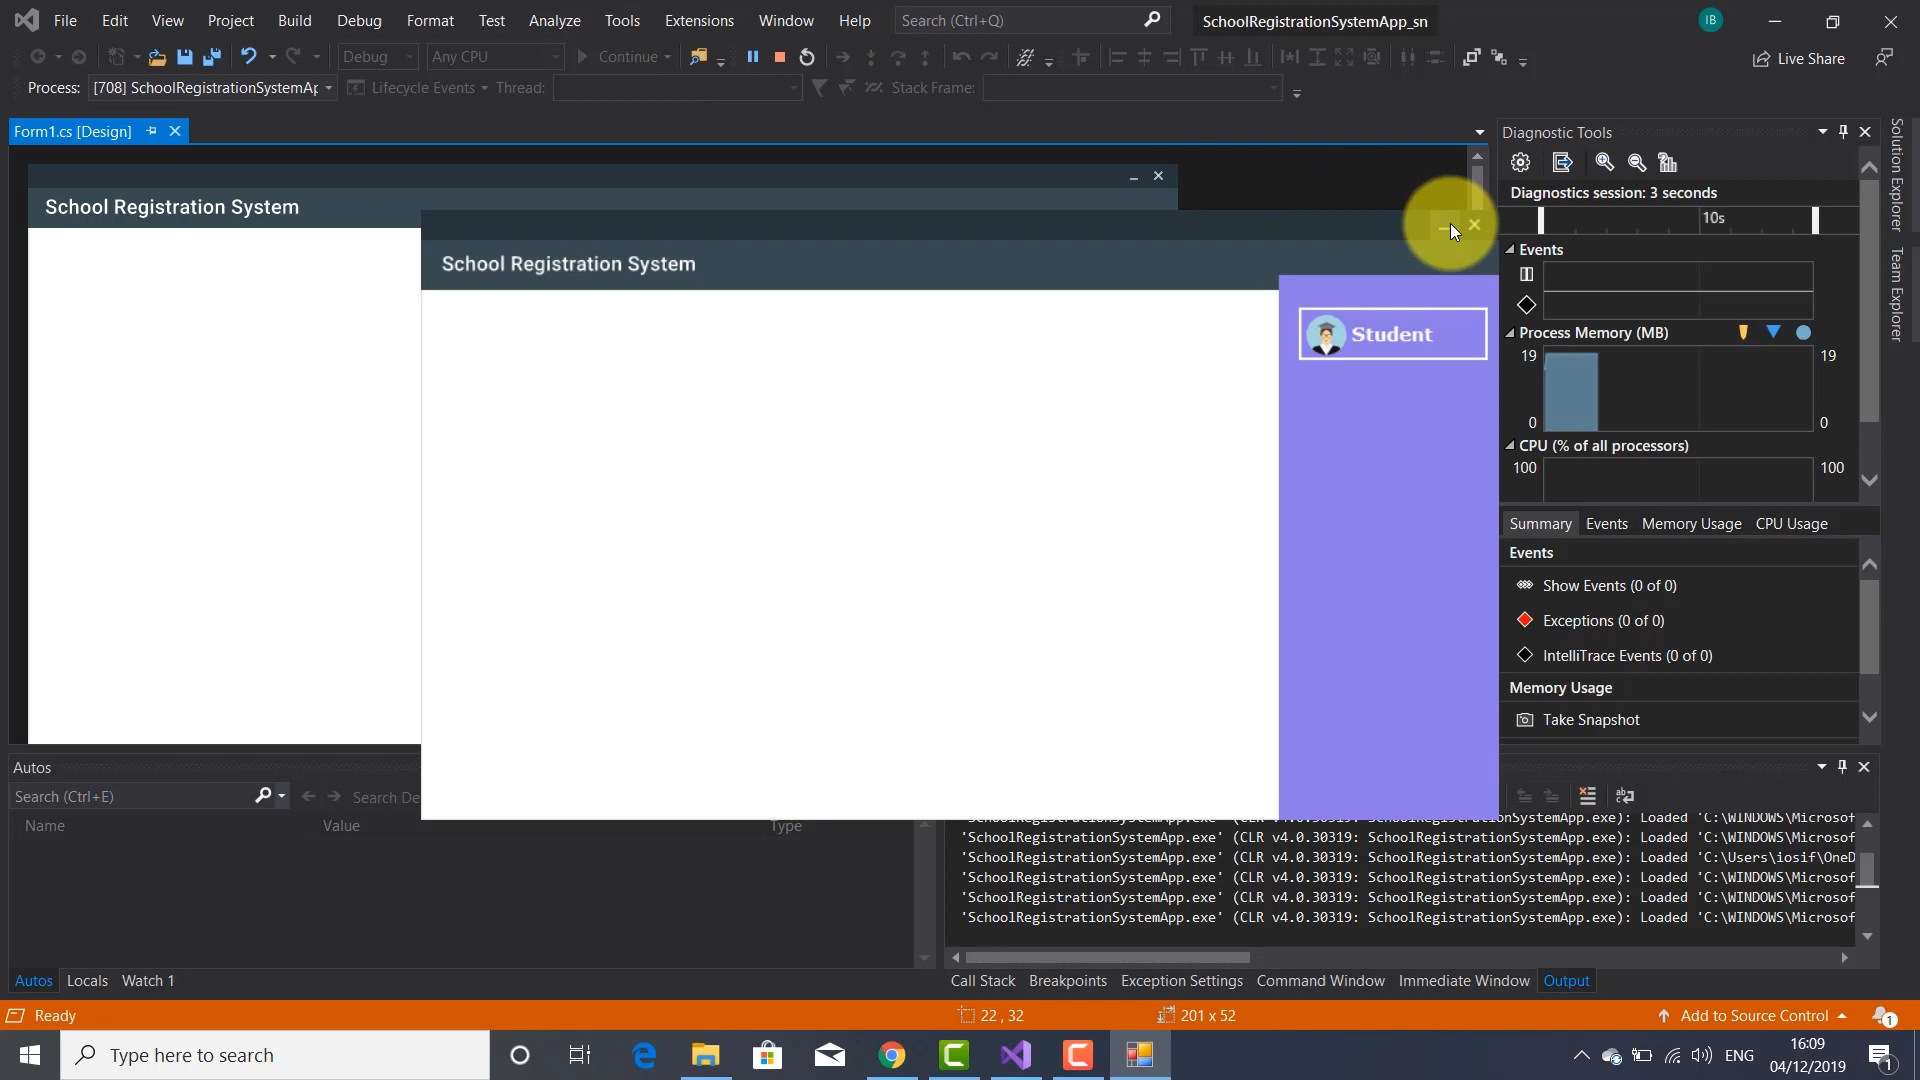 File Edit View Project Build Debug Format Test Analyze Tools Extensions Window Help Search (Ctrl+Q) SchoolRegistrationSystemApp_sn IB
Debug Any CPU Continue Live Share
Process: [708] SchoolRegistrationSystemAp Lifecycle Events Thread: Stack Frame:
Form1.cs [Design] Diagnostic Tools
Diagnostics session: 3 seconds
School Registration System
10s
School Registration System
Student
Events
Process Memory (MB)
19 19
0 0
CPU (% of all processors)
100 100
Summary Events Memory Usage CPU Usage
Events
Show Events (0 of 0)
Exceptions (0 of 0)
IntelliTrace Events (0 of 0)
Memory Usage
Take Snapshot
Solution Explorer
Team Explorer
Autos
Search (Ctrl+E) Search De
Name Value Type
'SchoolRegistrationSystemApp.exe' (CLR v4.0.30319: SchoolRegistrationSystemApp.exe): Loaded 'C:\WINDOWS\Microsof
'SchoolRegistrationSystemApp.exe' (CLR v4.0.30319: SchoolRegistrationSystemApp.exe): Loaded 'C:\WINDOWS\Microsof
'SchoolRegistrationSystemApp.exe' (CLR v4.0.30319: SchoolRegistrationSystemApp.exe): Loaded 'C:\Users\iosif\OneD
'SchoolRegistrationSystemApp.exe' (CLR v4.0.30319: SchoolRegistrationSystemApp.exe): Loaded 'C:\WINDOWS\Microsof
'SchoolRegistrationSystemApp.exe' (CLR v4.0.30319: SchoolRegistrationSystemApp.exe): Loaded 'C:\WINDOWS\Microsof
'SchoolRegistrationSystemApp.exe' (CLR v4.0.30319: SchoolRegistrationSystemApp.exe): Loaded 'C:\WINDOWS\Microsof
Autos Locals Watch 1 Call Stack Breakpoints Exception Settings Command Window Immediate Window Output
Ready 22 , 32 201 x 52 Add to Source Control 1
Type here to search ENG 16:09
04/12/2019 1